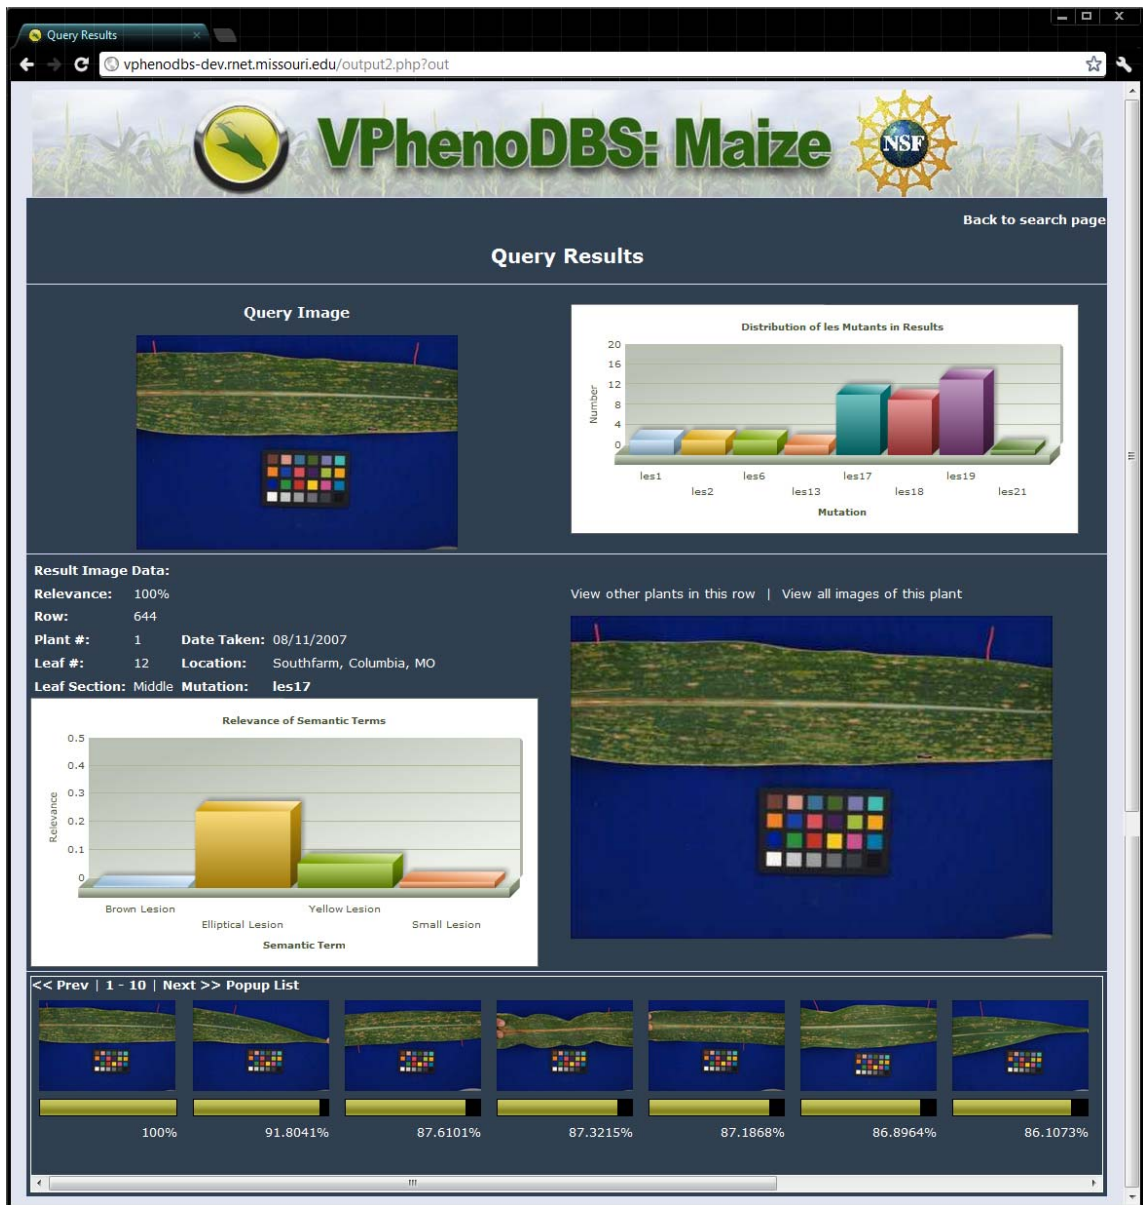 Query Results
vphenodbs-dev.rnet.missouri.edu/output2.php?out
VPhenoDBS: Maize
NSF
Back to search page
Query Results
Query Image
Distribution of les Mutants in Results
20
16
12
8
4
0
Number
les1
les2
les6
les13
les17
les18
les19
les21
Mutation
Result Image Data:
Relevance: 100%
Row: 644
Plant #: 1 Date Taken: 08/11/2007
Leaf #: 12 Location: Southfarm, Columbia, MO
Leaf Section: Middle Mutation: les17
View other plants in this row | View all images of this plant
Relevance of Semantic Terms
0.5
0.4
0.3
0.2
0.1
0
Relevance
Brown Lesion
Elliptical Lesion
Yellow Lesion
Small Lesion
Semantic Term
<< Prev | 1 - 10 | Next >> Popup List
100% 91.8041% 87.6101% 87.3215% 87.1868% 86.8964% 86.1073%